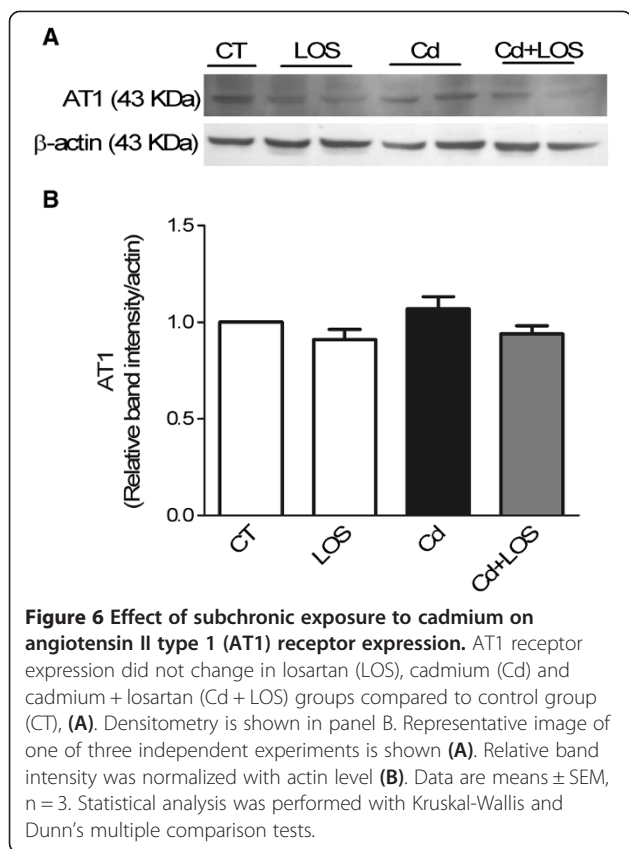 A
CT LOS Cd Cd+LOS
AT1 (43 KDa)
β-actin (43 KDa)
B
AT1
(Relative band intensity/actin)
1.5
1.0
0.5
0.0
CT LOS Cd Cd+LOS
Figure 6 Effect of subchronic exposure to cadmium on
angiotensin II type 1 (AT1) receptor expression. AT1 receptor
expression did not change in losartan (LOS), cadmium (Cd) and
cadmium + losartan (Cd + LOS) groups compared to control group
(CT), (A). Densitometry is shown in panel B. Representative image of
one of three independent experiments is shown (A). Relative band
intensity was normalized with actin level (B). Data are means ± SEM,
n = 3. Statistical analysis was performed with Kruskal-Wallis and
Dunn's multiple comparison tests.